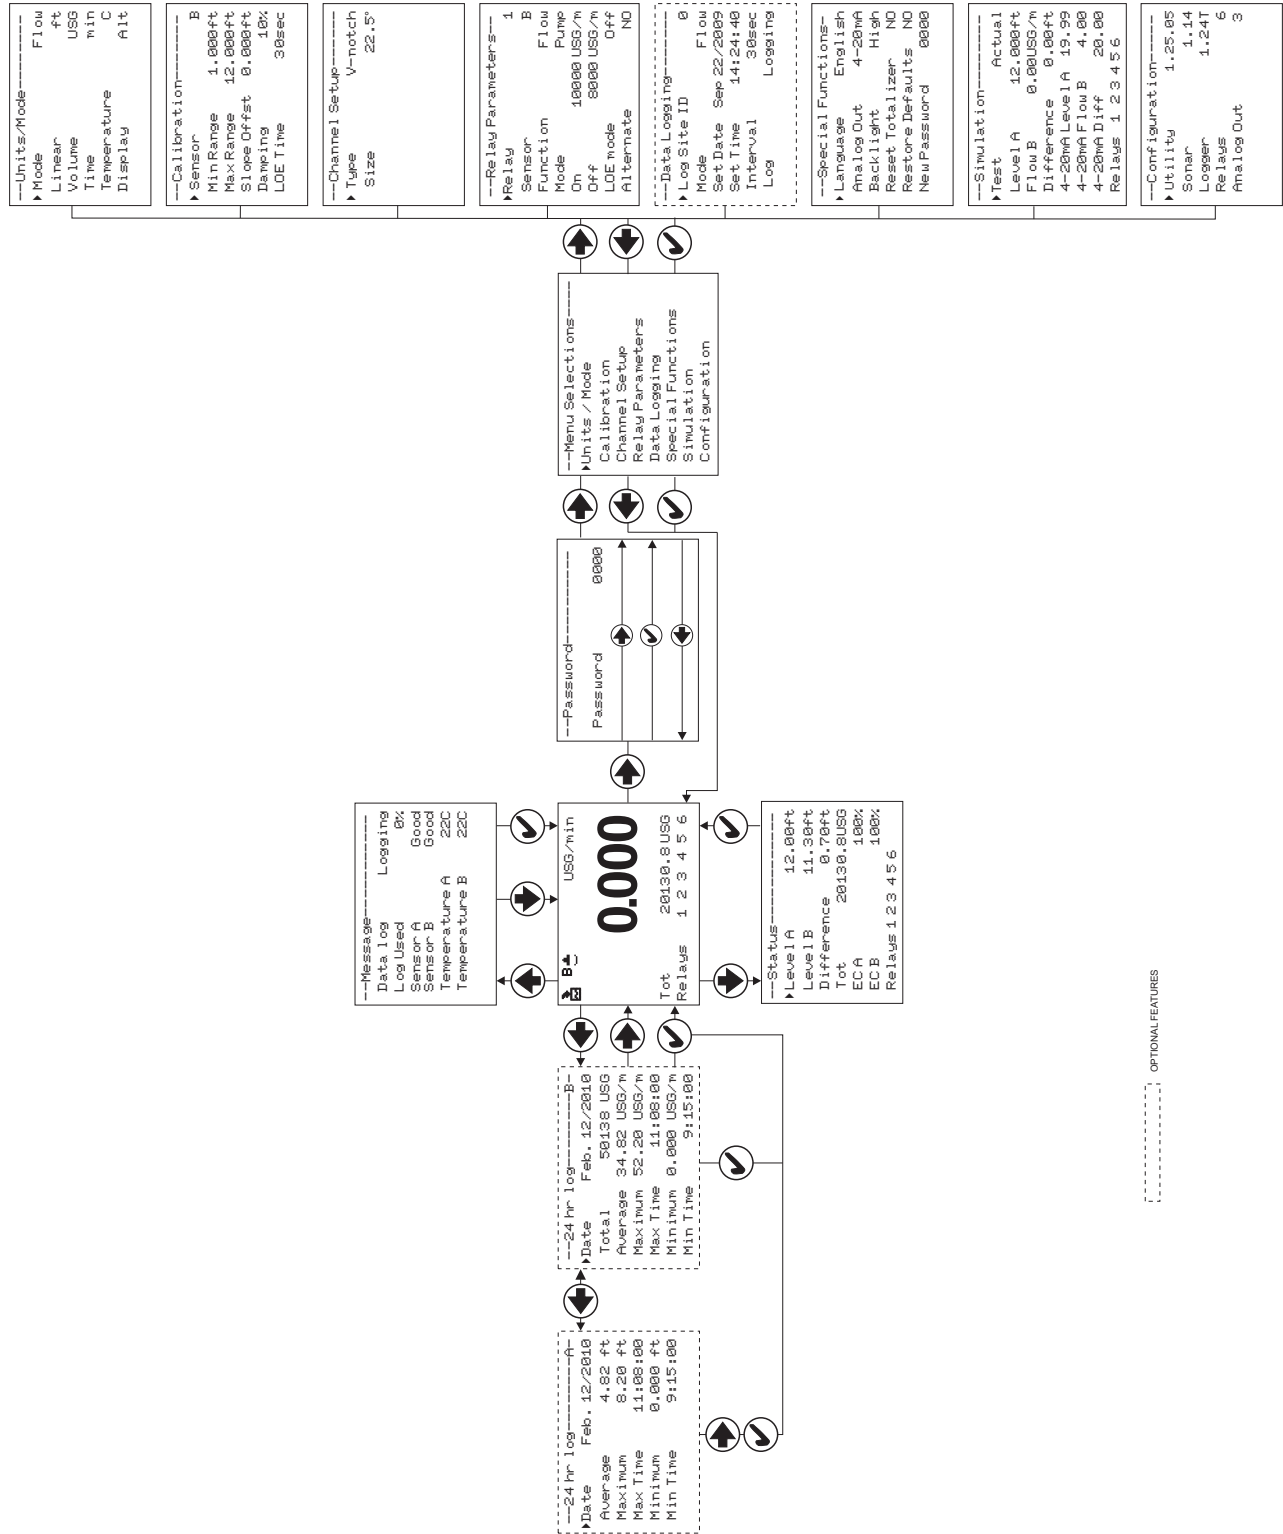 --Units/Mode---------
Mode Flow
Linear ft
Volume USG
Time min
Temperature C
Display Alt
--Calibration--------
Sensor B
Min Range 1.000ft
Max Range 12.000ft
Slope Offst 0.000ft
Damping 10%
LOE Time 30sec
--Channel Setup------
Type V-notch
Size 22.5°
--Relay Parameters---
Relay 1
Sensor B
Function Flow
Mode Pump
On 10000 USG/m
Off 8000 USG/m
LOE mode Off
Alternate NO
--Data Logging-------
Log Site ID 0
Mode Flow
Set Date Sep 22/2009
Set Time 14:24:40
Interval 30sec
Log Logging
--Special Functions-
Language English
Analog Out 4-20mA
Backlight High
Reset Totalizer NO
Restore Defaults NO
New Password 0000
--Simulation---------
Test Actual
Level A 12.000ft
Flow B 0.00USG/m
Difference 0.00ft
4-20mA Level A 19.99
4-20mA Flow B 4.00
4-20mA Diff 20.00
Relays 1 2 3 4 5 6
--Configuration------
Utility 1.25.05
Sonar 1.14
Logger 1.24T
Relays 6
Analog Out 3
--Menu Selections----
Units / Mode
Calibration
Channel Setup
Relay Parameters
Data Logging
Special Functions
Simulation
Configuration
--Password-----------
Password 0000
--Message------------
Data log Logging
Log Used 0%
Sensor A Good
Sensor B Good
Temperature A 22C
Temperature B 22C
B USG/min
0.000
Tot 20130.8 USG
Relays 1 2 3 4 5 6
--Status-------------
Level A 12.00ft
Level B 11.30ft
Difference 0.70ft
Tot 20130.8USG
EC A 100%
EC B 100%
Relays 1 2 3 4 5 6
--24 hr log--------B-
Date Feb. 12/2010
Total 50138 USG
Average 34.82 USG/m
Maximum 52.20 USG/m
Max Time 11:08:00
Minimum 0.000 USG/m
Min Time 9:15:00
--24 hr log--------A-
Date Feb. 12/2010
Average 4.82 ft
Maximum 8.20 ft
Max Time 11:08:00
Minimum 0.000 ft
Min Time 9:15:00
OPTIONAL FEATURES